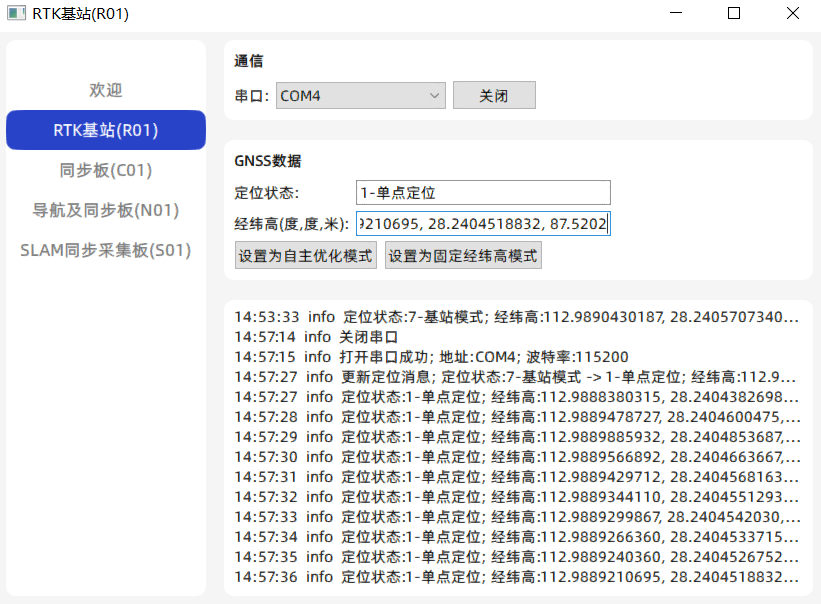 RTK基站(R01)
欢迎
RTK基站(R01)
同步板(C01)
导航及同步板(N01)
SLAM同步采集板(S01)
通信
串口: COM4 关闭
GNSS数据
定位状态: 1-单点定位
经纬高(度,度,米): 9210695, 28.2404518832, 87.5202
设置为自主优化模式 设置为固定经纬高模式
14:53:33 info 定位状态:7-基站模式; 经纬高:112.9890430187, 28.2405707340...
14:57:14 info 关闭串口
14:57:15 info 打开串口成功; 地址:COM4; 波特率:115200
14:57:27 info 更新定位消息; 定位状态:7-基站模式 -> 1-单点定位; 经纬高:112.9...
14:57:27 info 定位状态:1-单点定位; 经纬高:112.9888380315, 28.2404382698...
14:57:28 info 定位状态:1-单点定位; 经纬高:112.9889478727, 28.2404600475,...
14:57:29 info 定位状态:1-单点定位; 经纬高:112.9889885932, 28.2404853687,...
14:57:30 info 定位状态:1-单点定位; 经纬高:112.9889566892, 28.2404663667,...
14:57:31 info 定位状态:1-单点定位; 经纬高:112.9889429712, 28.2404568163...
14:57:32 info 定位状态:1-单点定位; 经纬高:112.9889344110, 28.2404551293...
14:57:33 info 定位状态:1-单点定位; 经纬高:112.9889299867, 28.2404542030,...
14:57:34 info 定位状态:1-单点定位; 经纬高:112.9889266360, 28.2404533715...
14:57:35 info 定位状态:1-单点定位; 经纬高:112.9889240360, 28.2404526752...
14:57:36 info 定位状态:1-单点定位; 经纬高:112.9889210695, 28.2404518832...